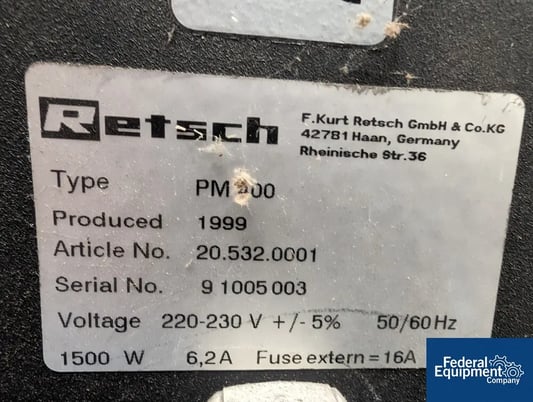 Retsch
F.Kurt Retsch GmbH & Co.KG
42781 Haan, Germany
Rheinische Str.36
Type
Produced 1999
Article No. 20.532.0001
Serial No. 9 1005 003
Voltage 220-230 V +/- 5% 50/60 Hz
1500 W 6,2 A Fuse extern = 16A
Federal
Equipment
Company